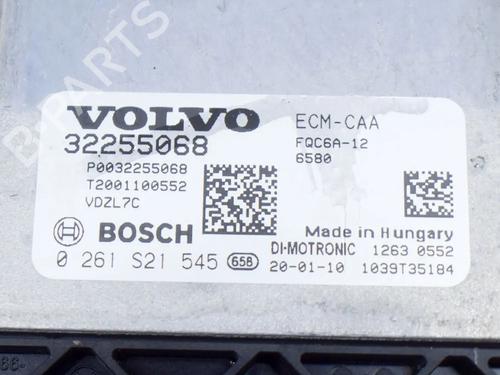 VOLVO
32255068
P0032255068
T2001100552
VDZL7C
ECM-CAA
FQC6A-12
6580
BOSCH
0 261 S21 545 658
Made in Hungary
DI-MOTRONIC 1263 0552
20-01-10 1039T35184
B-PARTS